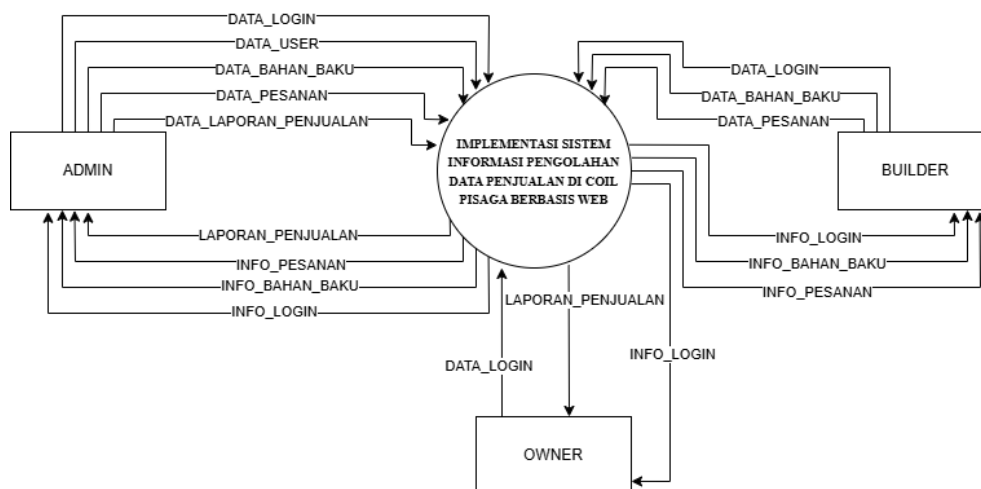 DATA_LOGIN
DATA_USER
DATA_BAHAN_BAKU
DATA_PESANAN
DATA_LAPORAN_PENJUALAN
ADMIN
LAPORAN_PENJUALAN
INFO_PESANAN
INFO_BAHAN_BAKU
INFO_LOGIN
IMPLEMENTASI SISTEM
INFORMASI PENGOLAHAN
DATA PENJUALAN DI COIL
PISAGA BERBASIS WEB
DATA_LOGIN
DATA_BAHAN_BAKU
DATA_PESANAN
BUILDER
INFO_LOGIN
INFO_BAHAN_BAKU
INFO_PESANAN
LAPORAN_PENJUALAN
INFO_LOGIN
DATA_LOGIN
OWNER